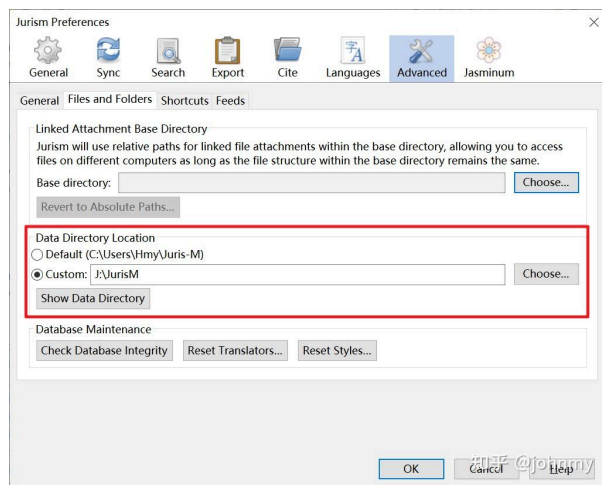 Jurism Preferences
General Sync Search Export Cite Languages Advanced Jasminum
General Files and Folders Shortcuts Feeds
Linked Attachment Base Directory
Jurism will use relative paths for linked file attachments within the base directory, allowing you to access
files on different computers as long as the file structure within the base directory remains the same.
Base directory: Choose...
Revert to Absolute Paths...
Data Directory Location
Default (C:\Users\Hmy\Juris-M)
Custom: J:\JurisM Choose...
Show Data Directory
Database Maintenance
Check Database Integrity Reset Translators... Reset Styles...
OK Cancel Help
知乎 @johnmy